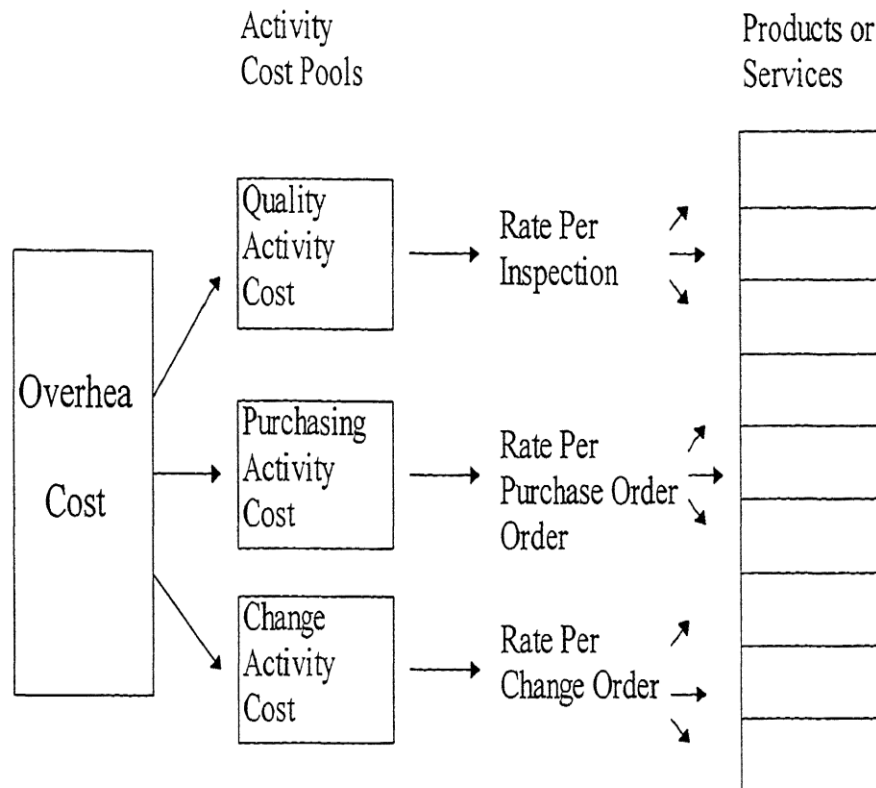 Activity
Cost Pools
Products or
Services
Quality
Activity
Cost
Rate Per
Inspection
Overhea
Cost
Purchasing
Activity
Cost
Rate Per
Purchase Order
Order
Change
Activity
Cost
Rate Per
Change Order